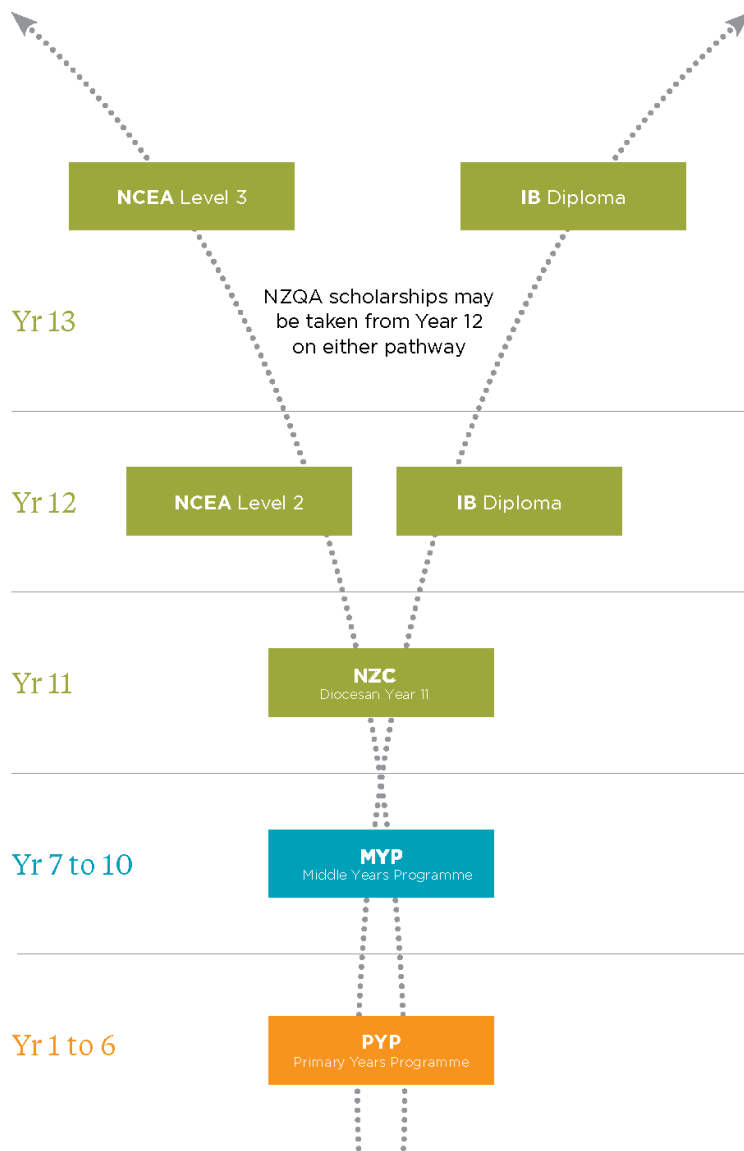 NCEA Level 3
IB Diploma
NZQA scholarships may
be taken from Year 12
on either pathway
Yr 13
Yr 12
NCEA Level 2
IB Diploma
Yr 11
NZC
Diocesan Year 11
Yr 7 to 10
MYP
Middle Years Programme
Yr 1 to 6
PYP
Primary Years Programme